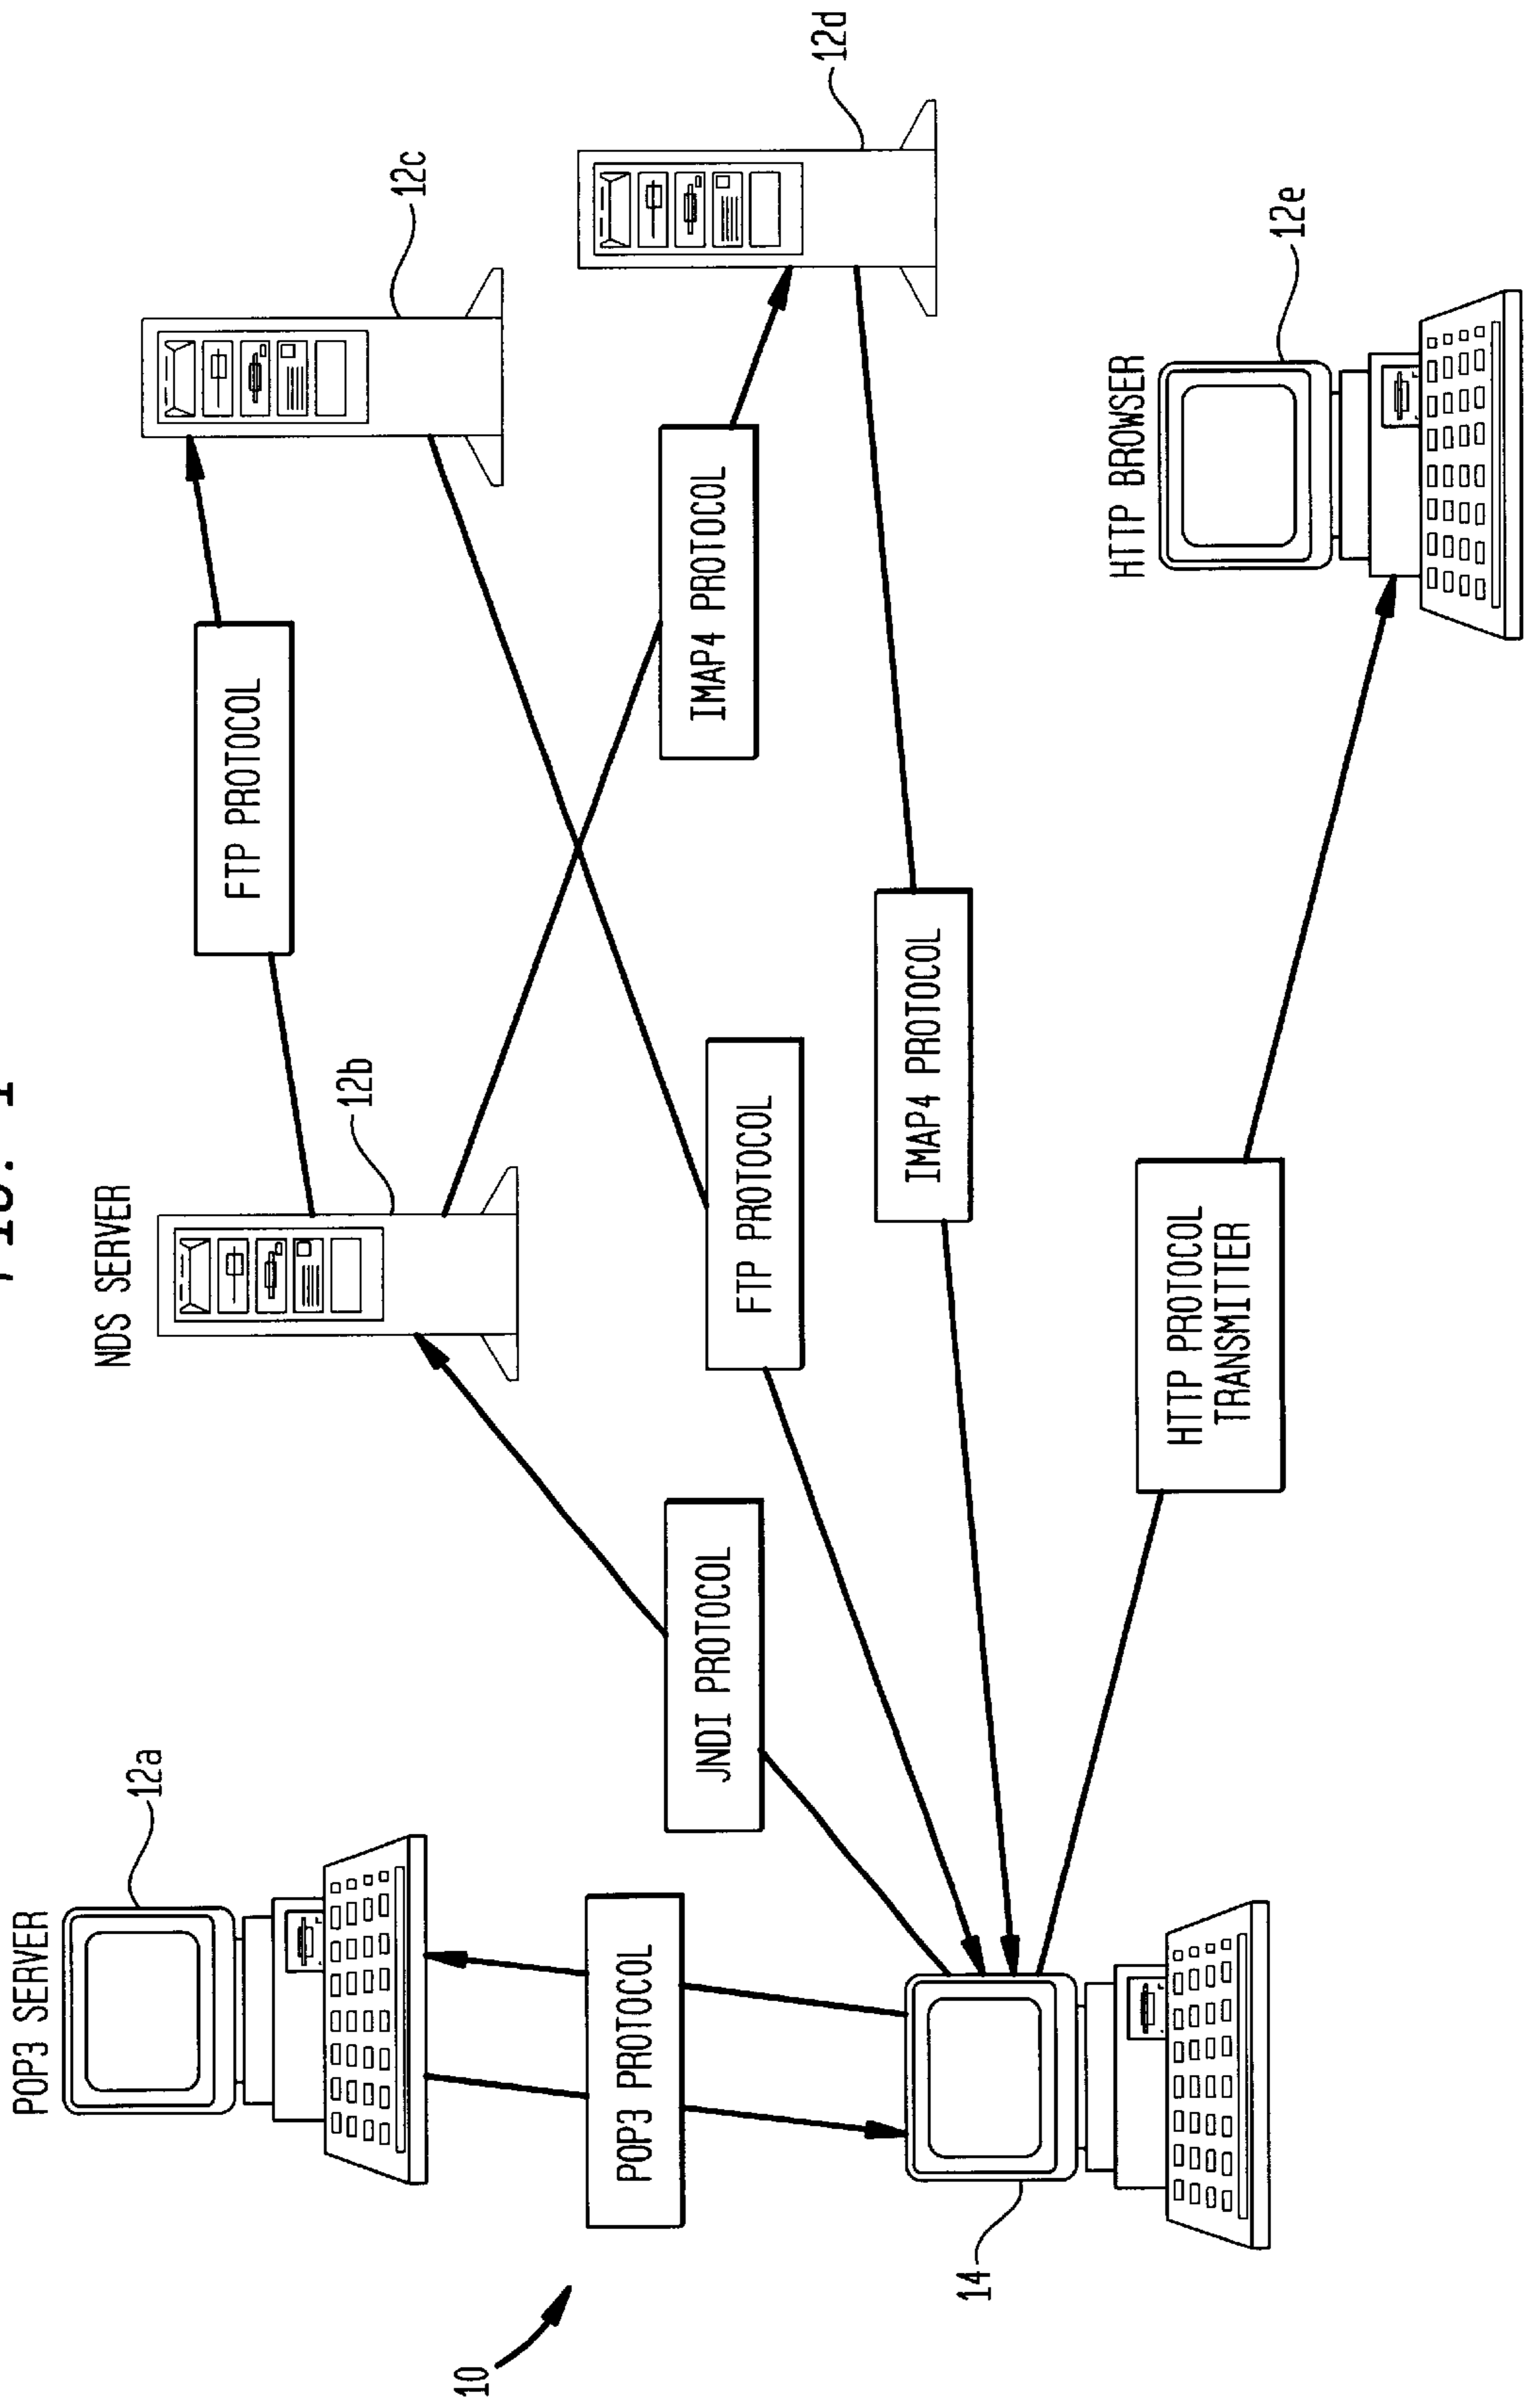 FIG. 1
POP3 SERVER
12a
NDS SERVER
12b
12c
12d
FTP PROTOCOL
IMAP4 PROTOCOL
JNDI PROTOCOL
FTP PROTOCOL
IMAP4 PROTOCOL
POP3 PROTOCOL
10
14
HTTP PROTOCOL
TRANSMITTER
HTTP BROWSER
12e